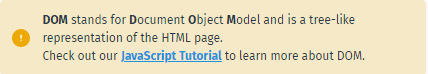 DOM stands for Document Object Model and is a tree-like
representation of the HTML page.
Check out our JavaScript Tutorial to learn more about DOM.